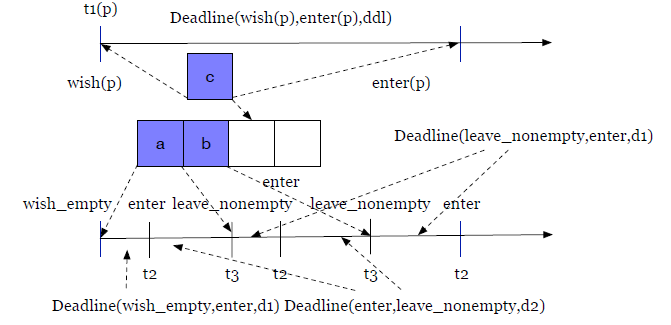 t1(p)
Deadline(wish(p),enter(p),ddl)
wish(p)
c
enter(p)
a
b
Deadline(leave_nonempty,enter,d1)
enter
wish_empty
enter
leave_nonempty
leave_nonempty
enter
t2
t3
t2
t3
t2
Deadline(wish_empty,enter,d1)
Deadline(enter,leave_nonempty,d2)